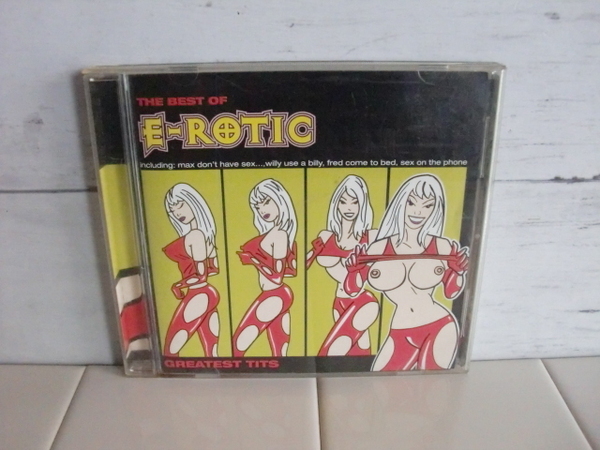 THE BEST OF
E-ROTIC
including: max don't have sex...,willy use a billy, fred come to bed, sex on the phone
GREATEST TITS